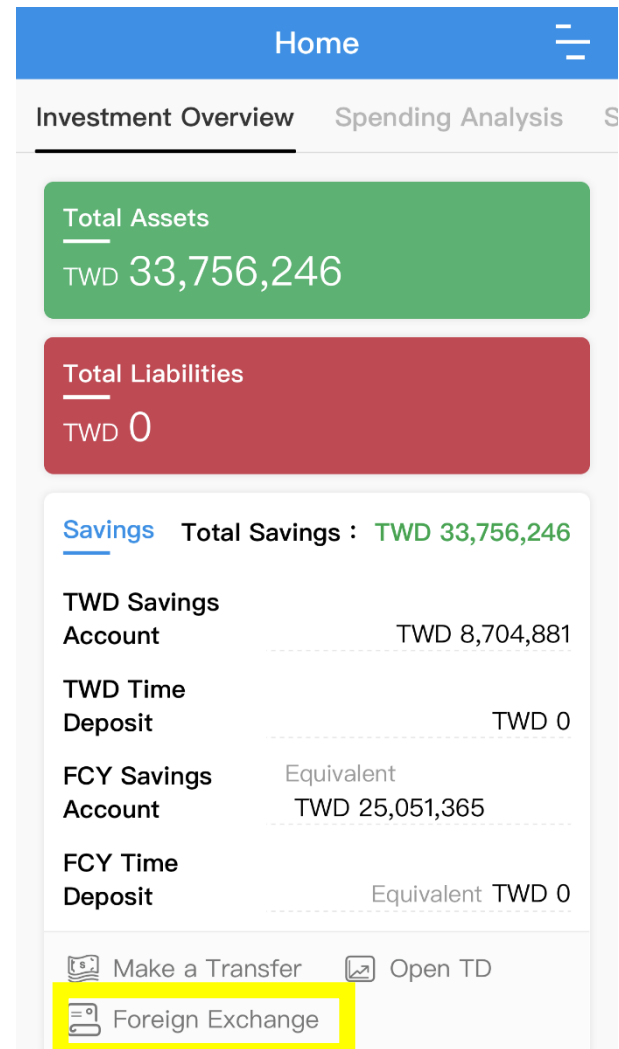 Home
Investment Overview Spending Analysis S
Total Assets
TWD 33,756,246
Total Liabilities
TWD 0
Savings Total Savings： TWD 33,756,246
TWD Savings
Account TWD 8,704,881
TWD Time
Deposit TWD 0
FCY Savings Equivalent
Account TWD 25,051,365
FCY Time
Deposit Equivalent TWD 0
Make a Transfer Open TD
Foreign Exchange